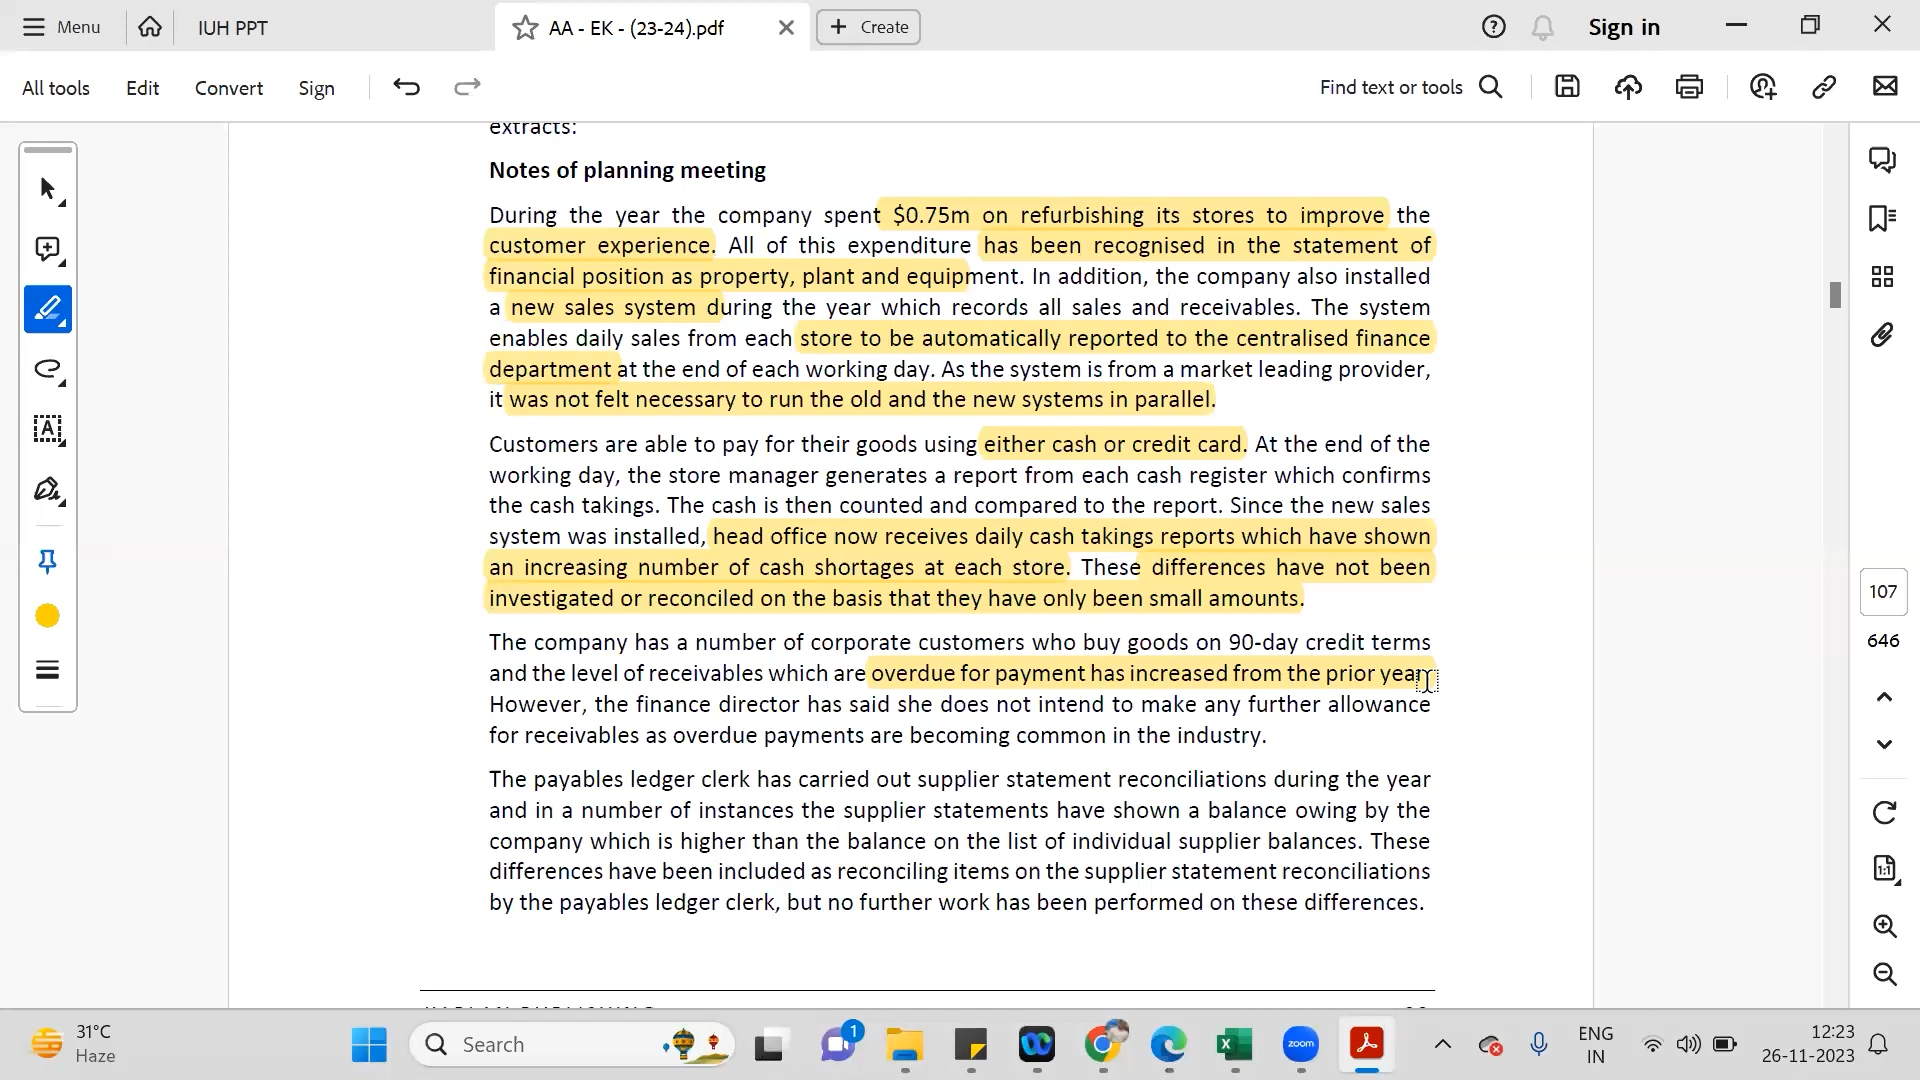 Menu
IUH PPT
AA - EK - (23-24).pdf
Create
Sign in
All tools
Edit
Convert
Sign
Find text or tools
extracts:
Notes of planning meeting
During the year the company spent $0.75m on refurbishing its stores to improve the
customer experience. All of this expenditure has been recognised in the statement of
financial position as property, plant and equipment. In addition, the company also installed
a new sales system during the year which records all sales and receivables. The system
enables daily sales from each store to be automatically reported to the centralised finance
department at the end of each working day. As the system is from a market leading provider,
it was not felt necessary to run the old and the new systems in parallel.
Customers are able to pay for their goods using either cash or credit card. At the end of the
working day, the store manager generates a report from each cash register which confirms
the cash takings. The cash is then counted and compared to the report. Since the new sales
system was installed, head office now receives daily cash takings reports which have shown
an increasing number of cash shortages at each store. These differences have not been
investigated or reconciled on the basis that they have only been small amounts.
The company has a number of corporate customers who buy goods on 90-day credit terms
and the level of receivables which are overdue for payment has increased from the prior year
However, the finance director has said she does not intend to make any further allowance
for receivables as overdue payments are becoming common in the industry.
The payables ledger clerk has carried out supplier statement reconciliations during the year
and in a number of instances the supplier statements have shown a balance owing by the
company which is higher than the balance on the list of individual supplier balances. These
differences have been included as reconciling items on the supplier statement reconciliations
by the payables ledger clerk, but no further work has been performed on these differences.
107
646
1:1
31°C
Haze
Search
1
zoom
ENG
IN
12:23
26-11-2023